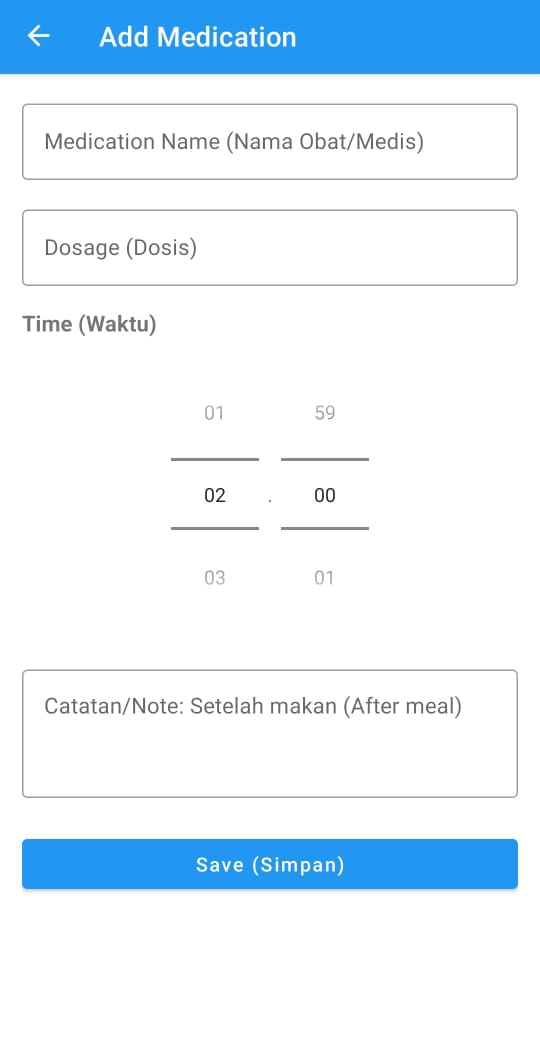 Add Medication
Medication Name (Nama Obat/Medis)
Dosage (Dosis)
Time (Waktu)
01 59
02 . 00
03 01
Catatan/Note: Setelah makan (After meal)
Save (Simpan)